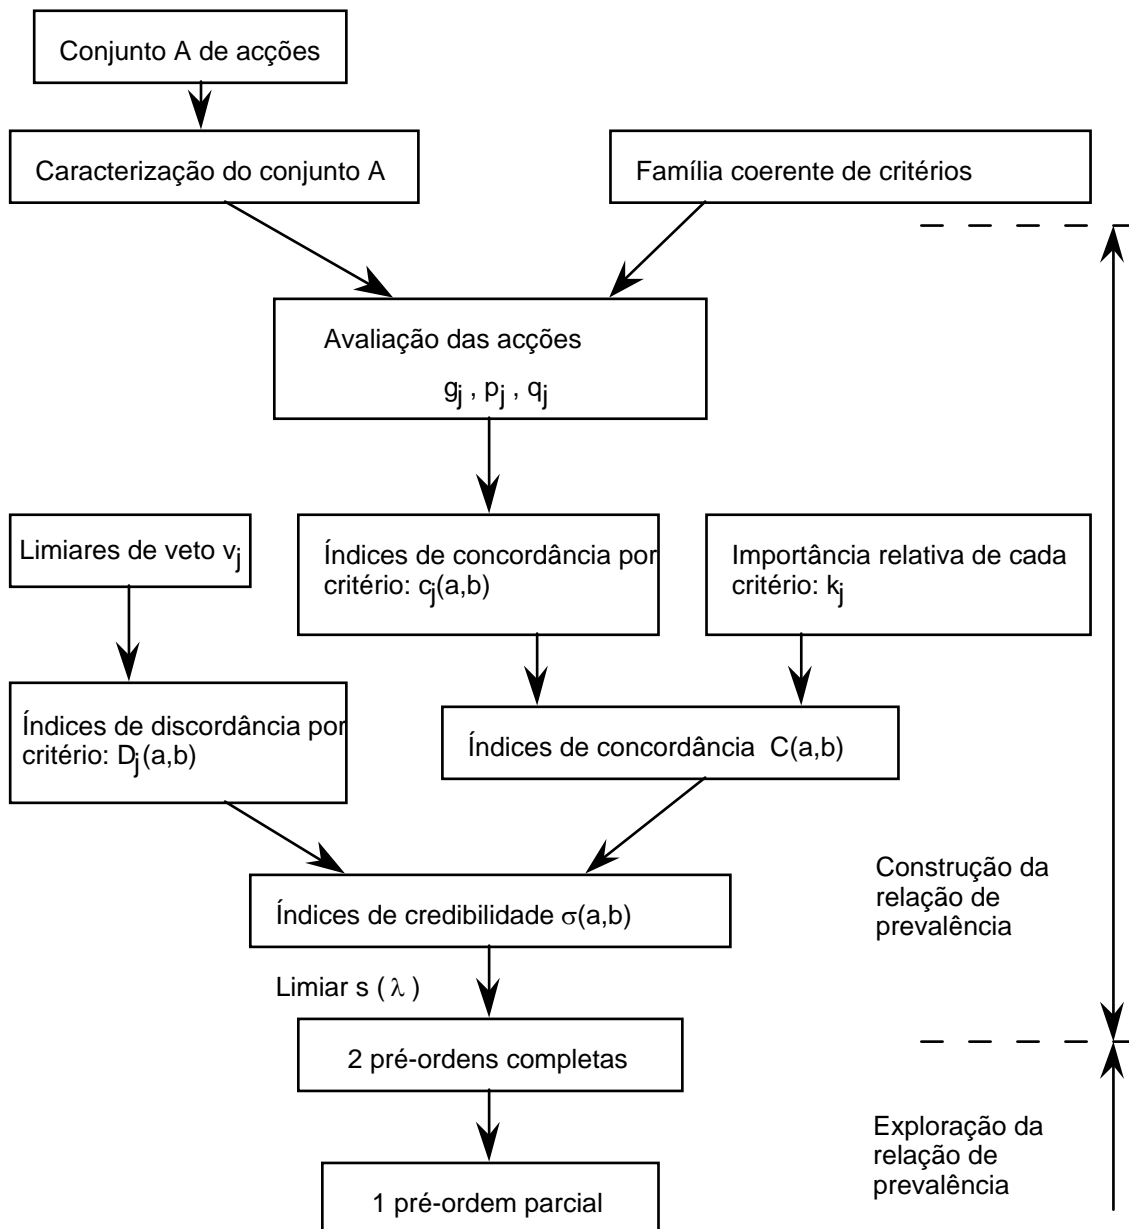 Conjunto A de acções
Caracterização do conjunto A
Família coerente de critérios
Avaliação das acções
gj , pj , qj
Limiares de veto vj
Índices de concordância por
critério: cj(a,b)
Importância relativa de cada
critério: kj
Índices de discordância por
critério: Dj(a,b)
Índices de concordância C(a,b)
Índices de credibilidade σ(a,b)
Construção da
relação de
prevalência
Limiar s ( λ )
2 pré-ordens completas
Exploração da
relação de
prevalência
1 pré-ordem parcial